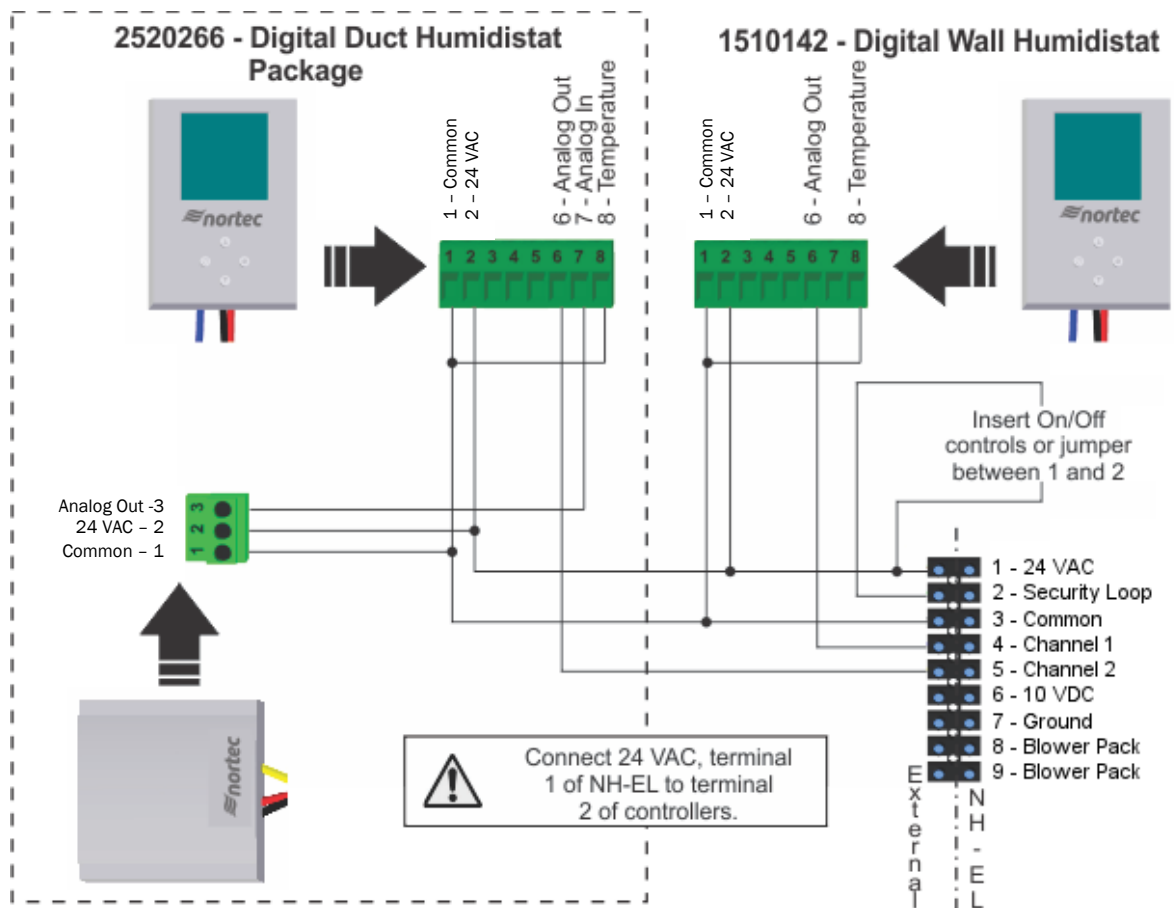 2520266 - Digital Duct Humidistat
Package
1510142 - Digital Wall Humidistat
nortec
1 – Common
2 – 24 VAC
6 - Analog Out
7 - Analog In
8 - Temperature
1 2 3 4 5 6 7 8
1 – Common
2 – 24 VAC
6 - Analog Out
8 - Temperature
1 2 3 4 5 6 7 8
nortec
Insert On/Off
controls or jumper
between 1 and 2
Analog Out -3
24 VAC – 2
Common – 1
3
2
1
1 - 24 VAC
2 - Security Loop
3 - Common
4 - Channel 1
5 - Channel 2
6 - 10 VDC
7 - Ground
8 - Blower Pack
9 - Blower Pack
nortec
Connect 24 VAC, terminal
1 of NH-EL to terminal
2 of controllers.
External
NH-EL